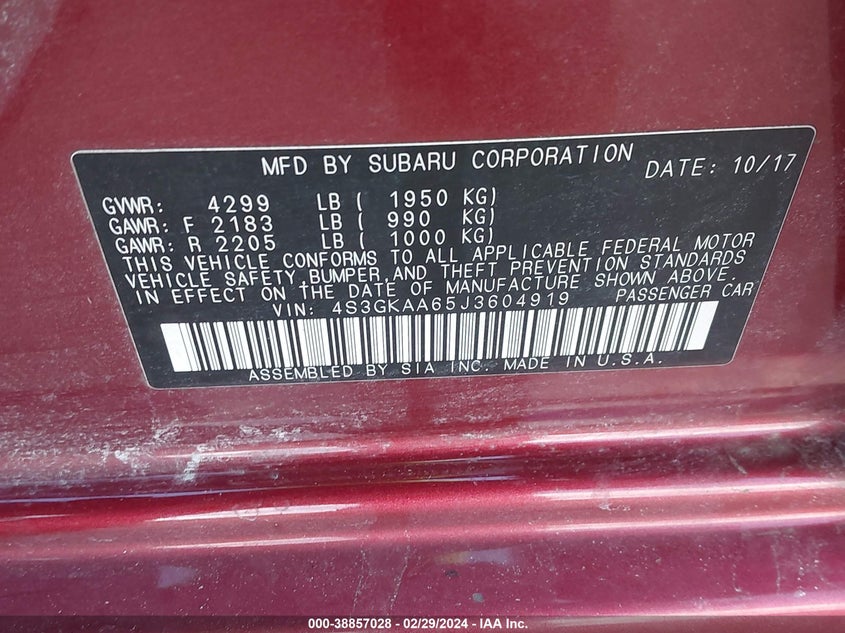 MFD BY SUBARU CORPORATION DATE: 10/17
GVWR: 4299 LB ( 1950 KG)
GAWR: F 2183 LB ( 990 KG)
GAWR: R 2205 LB ( 1000 KG)
THIS VEHICLE CONFORMS TO ALL APPLICABLE FEDERAL MOTOR
VEHICLE SAFETY, BUMPER, AND THEFT PREVENTION STANDARDS
IN EFFECT ON THE DATE OF MANUFACTURE SHOWN ABOVE.
VIN: 4S3GKAA65J3604919 PASSENGER CAR
ASSEMBLED BY SIA INC. MADE IN U.S.A.
000-38857028 - 02/29/2024 - IAA Inc.